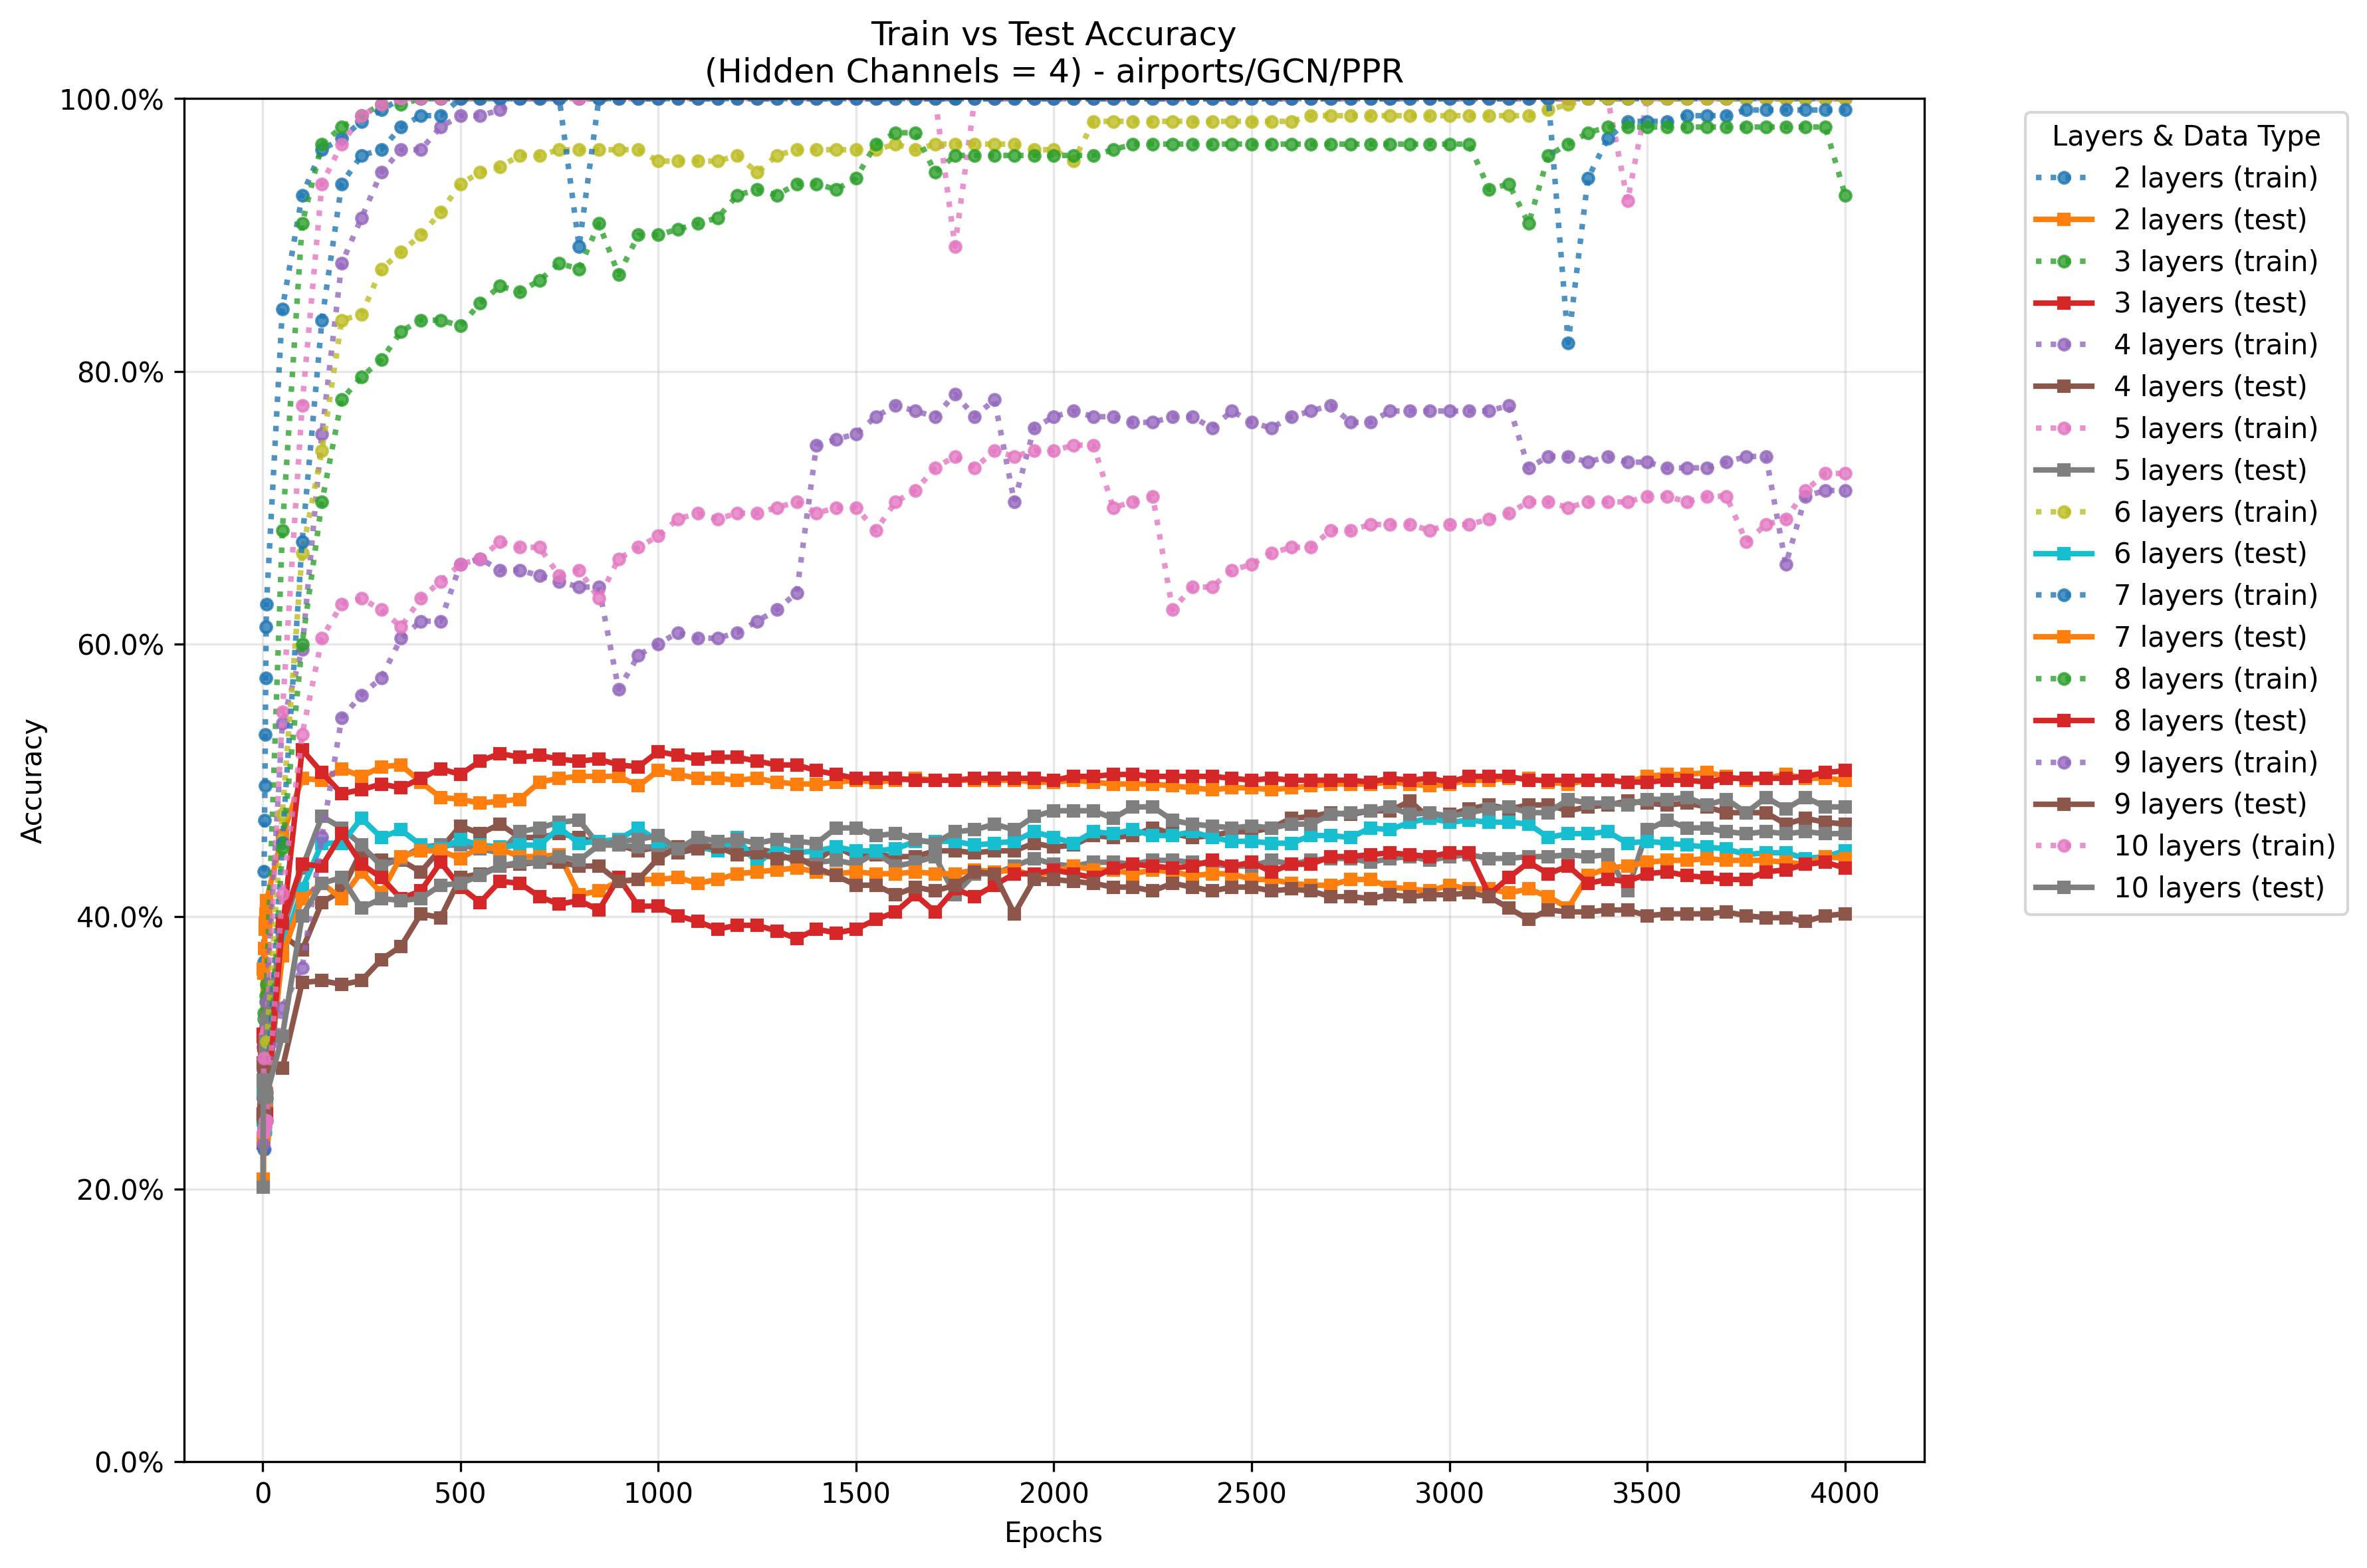 Train vs Test Accuracy
(Hidden Channels = 4) - airports/GCN/PPR
100.0%
80.0%
60.0%
40.0%
20.0%
0.0%
Accuracy
0
500
1000
1500
2000
2500
3000
3500
4000
Epochs
Layers & Data Type
2 layers (train)
2 layers (test)
3 layers (train)
3 layers (test)
4 layers (train)
4 layers (test)
5 layers (train)
5 layers (test)
6 layers (train)
6 layers (test)
7 layers (train)
7 layers (test)
8 layers (train)
8 layers (test)
9 layers (train)
9 layers (test)
10 layers (train)
10 layers (test)